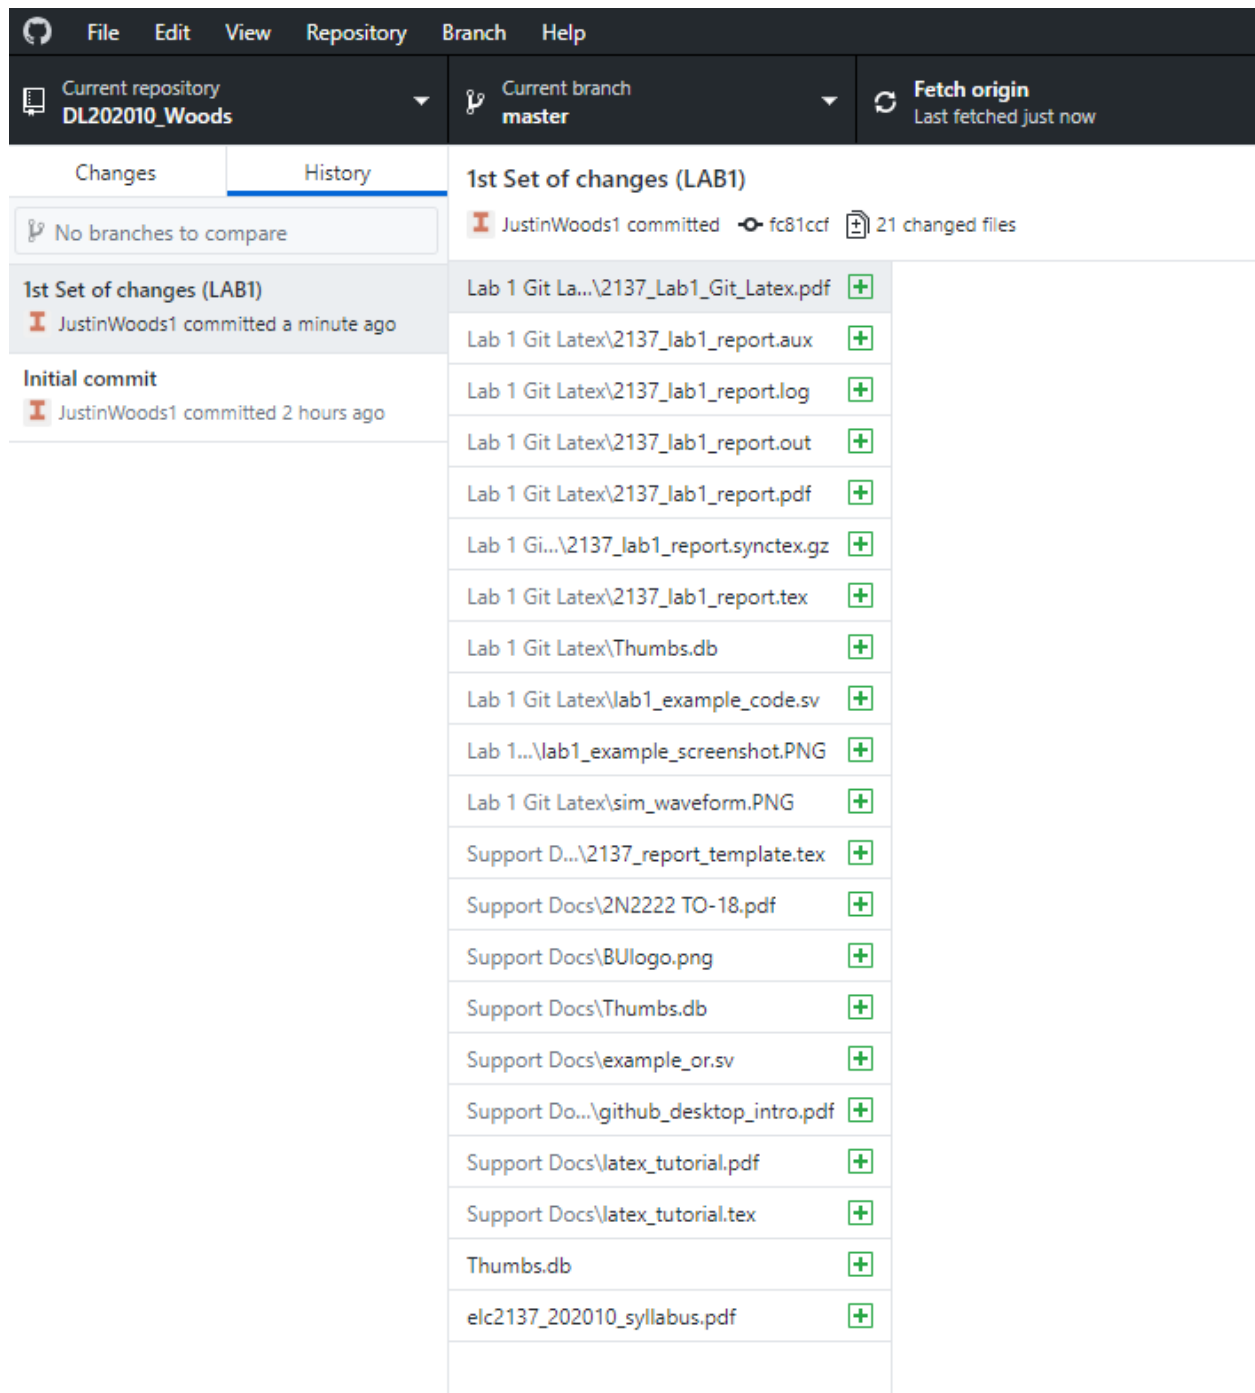 File Edit View Repository Branch Help
Current repository
DL202010_Woods
Current branch
master
Fetch origin
Last fetched just now
Changes
History
No branches to compare
1st Set of changes (LAB1)
JustinWoods1 committed a minute ago
Initial commit
JustinWoods1 committed 2 hours ago
1st Set of changes (LAB1)
JustinWoods1 committed fc81ccf 21 changed files
Lab 1 Git La...\2137_Lab1_Git_Latex.pdf
Lab 1 Git Latex\2137_lab1_report.aux
Lab 1 Git Latex\2137_lab1_report.log
Lab 1 Git Latex\2137_lab1_report.out
Lab 1 Git Latex\2137_lab1_report.pdf
Lab 1 Gi...\2137_lab1_report.synctex.gz
Lab 1 Git Latex\2137_lab1_report.tex
Lab 1 Git Latex\Thumbs.db
Lab 1 Git Latex\lab1_example_code.sv
Lab 1...\lab1_example_screenshot.PNG
Lab 1 Git Latex\sim_waveform.PNG
Support D...\2137_report_template.tex
Support Docs\2N2222 TO-18.pdf
Support Docs\BUlogo.png
Support Docs\Thumbs.db
Support Docs\example_or.sv
Support Do...\github_desktop_intro.pdf
Support Docs\latex_tutorial.pdf
Support Docs\latex_tutorial.tex
Thumbs.db
elc2137_202010_syllabus.pdf